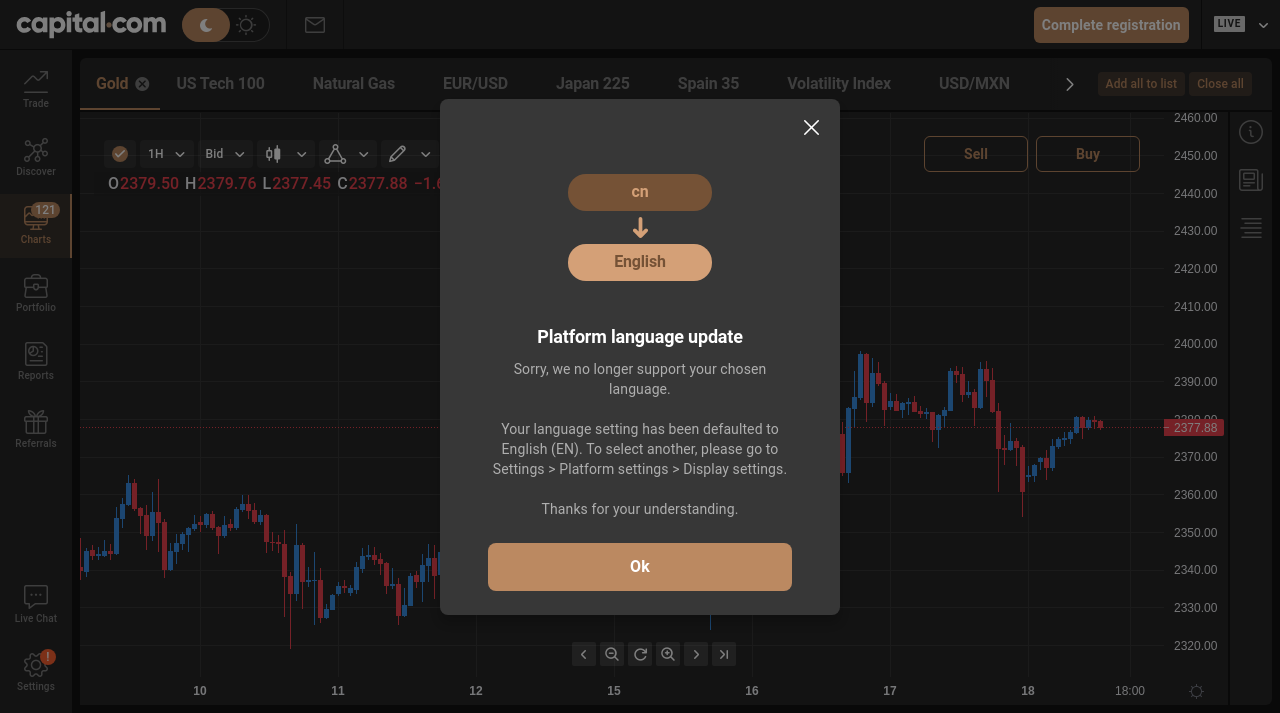 capital.com
Complete registration
LIVE
Trade
Discover
121
Charts
Portfolio
Reports
Referrals
Live Chat
!
Settings
Gold
US Tech 100
Natural Gas
EUR/USD
Japan 225
Spain 35
Volatility Index
USD/MXN
Add all to list
Close all
1H
Bid
Sell
Buy
O2379.50 H2379.76 L2377.45 C2377.88
cn
English
Platform language update
Sorry, we no longer support your chosen
language.
Your language setting has been defaulted to
English (EN). To select another, please go to
Settings > Platform settings > Display settings.
Thanks for your understanding.
Ok
2460.00
2450.00
2440.00
2430.00
2420.00
2410.00
2400.00
2390.00
2380.00
2377.88
2370.00
2360.00
2350.00
2340.00
2330.00
2320.00
10
11
12
15
16
17
18
18:00